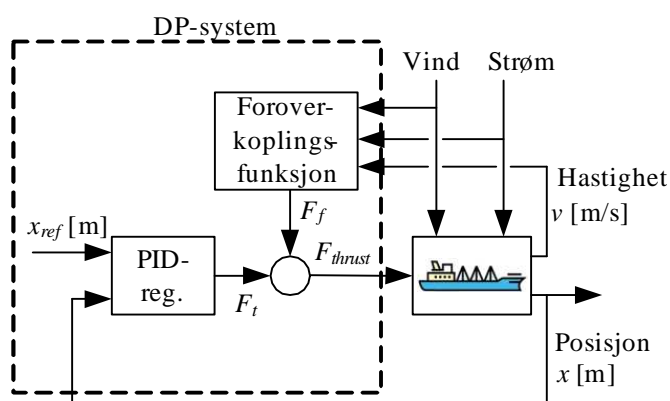 DP-system
Vind
Strøm
Forover-
koplings-
funksjon
Hastighet
v [m/s]
F_f
x_ref [m]
PID-
reg.
F_thrust
F_t
Posisjon
x [m]